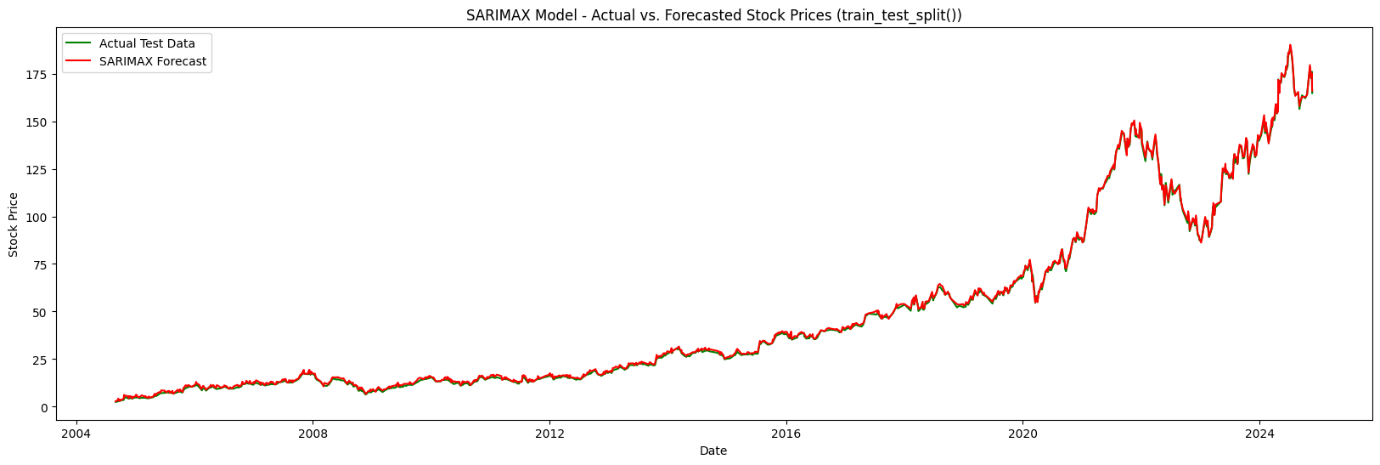 SARIMAX Model - Actual vs. Forecasted Stock Prices (train_test_split())
Actual Test Data
SARIMAX Forecast
Stock Price
175
150
125
100
75
50
25
0
2004
2008
2012
2016
2020
2024
Date